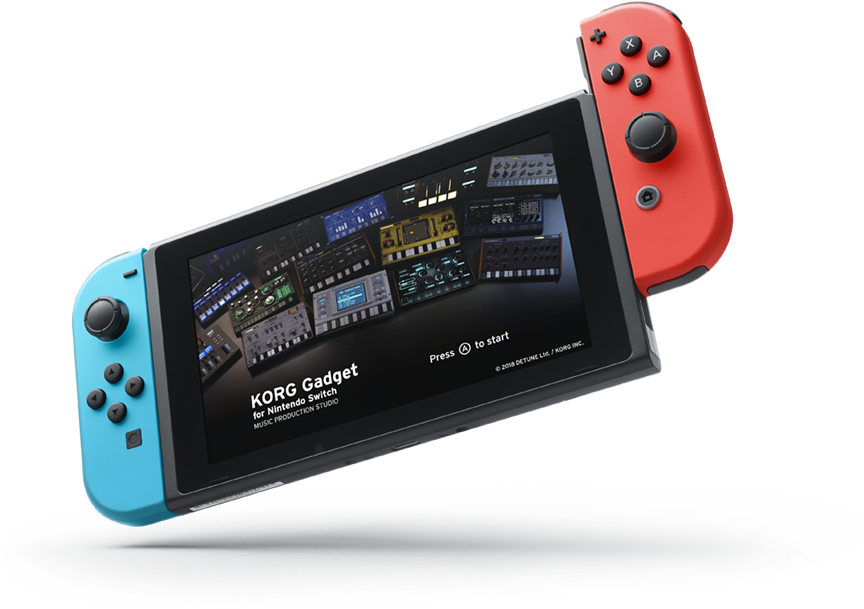 X
Y
A
B
KORG Gadget
for Nintendo Switch
MUSIC PRODUCTION STUDIO
Press Ⓐ to start
© 2018 DETUNE Ltd. / KORG INC.